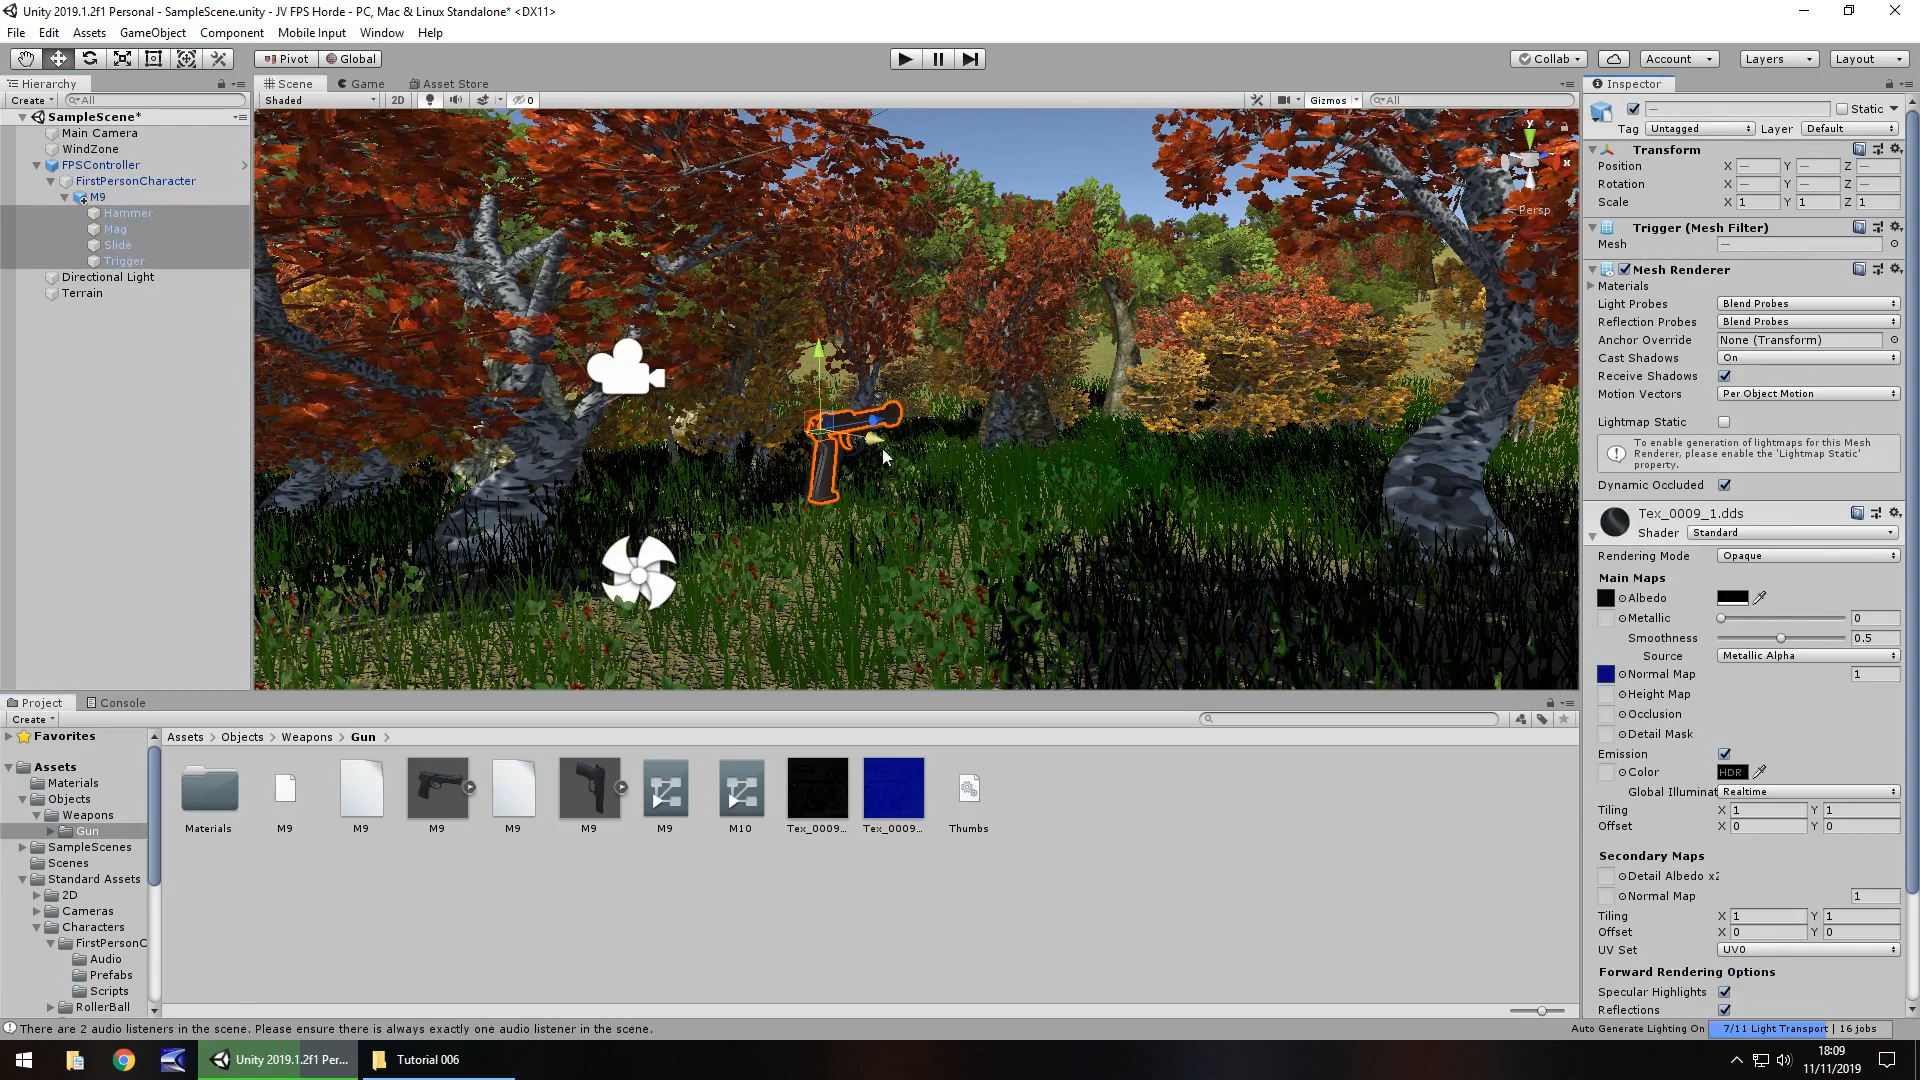 Unity 2019.1.2f1 Personal - SampleScene.unity - JV FPS Horde - PC, Mac & Linux Standalone* <DX11>
File Edit Assets GameObject Component Mobile Input Window Help
Pivot Global Collab Account Layers Layout
Hierarchy Scene Game Asset Store Inspector
Create All Shaded 2D 0 Gizmos All Static
Tag Untagged Layer Default
SampleScene*
Main Camera
WindZone
FPSController
FirstPersonCharacter
M9
Hammer
Mag
Slide
Trigger
Directional Light
Terrain
y
x
Persp
Transform
Position X — Y — Z —
Rotation X — Y — Z —
Scale X 1 Y 1 Z 1
Trigger (Mesh Filter)
Mesh —
Mesh Renderer
Materials
Light Probes Blend Probes
Reflection Probes Blend Probes
Anchor Override None (Transform)
Cast Shadows On
Receive Shadows
Motion Vectors Per Object Motion
Lightmap Static
To enable generation of lightmaps for this Mesh
Renderer, please enable the 'Lightmap Static'
property.
Dynamic Occluded
Tex_0009_1.dds
Shader Standard
Rendering Mode Opaque
Main Maps
Albedo
Metallic 0
Smoothness 0.5
Source Metallic Alpha
Normal Map 1
Height Map
Occlusion
Detail Mask
Emission
Color HDR
Global Illuminat Realtime
Tiling X 1 Y 1
Offset X 0 Y 0
Secondary Maps
Detail Albedo x2
Normal Map 1
Tiling X 1 Y 1
Offset X 0 Y 0
UV Set UV0
Forward Rendering Options
Specular Highlights
Reflections
Project Console
Create
Favorites
Assets
Materials
Objects
Weapons
Gun
SampleScenes
Scenes
Standard Assets
2D
Cameras
Characters
FirstPersonC
Audio
Prefabs
Scripts
RollerBall
Assets Objects Weapons Gun
Materials M9 M9 M9 M9 M9 M9 M10 Tex_0009... Tex_0009... Thumbs
There are 2 audio listeners in the scene. Please ensure there is always exactly one audio listener in the scene.
Auto Generate Lighting On 7/11 Light Transport | 16 jobs
Unity 2019.1.2f1 Per... Tutorial 006
18:09
11/11/2019